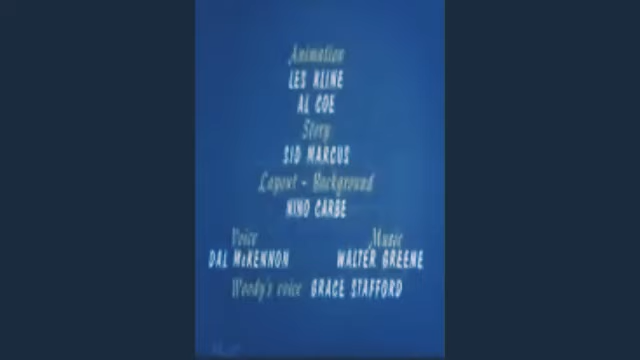 Animation
LES KLINE
AL COE
Story
SID MARCUS
Layout - Background
NINO CARBE
Voice Music
DAL McKENNON WALTER GREENE
Woody's voice GRACE STAFFORD